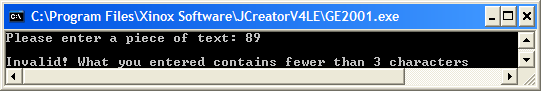 C:\Program Files\Xinox Software\JCreatorV4LE\GE2001.exe
Please enter a piece of text: 89
Invalid! What you entered contains fewer than 3 characters